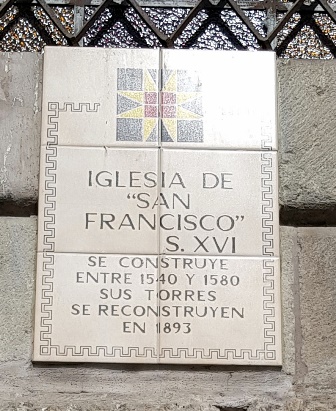 IGLESIA DE
"SAN
FRANCISCO"
S. XVI
SE CONSTRUYE
ENTRE 1540 Y 1580
SUS TORRES
SE RECONSTRUYEN
EN 1893